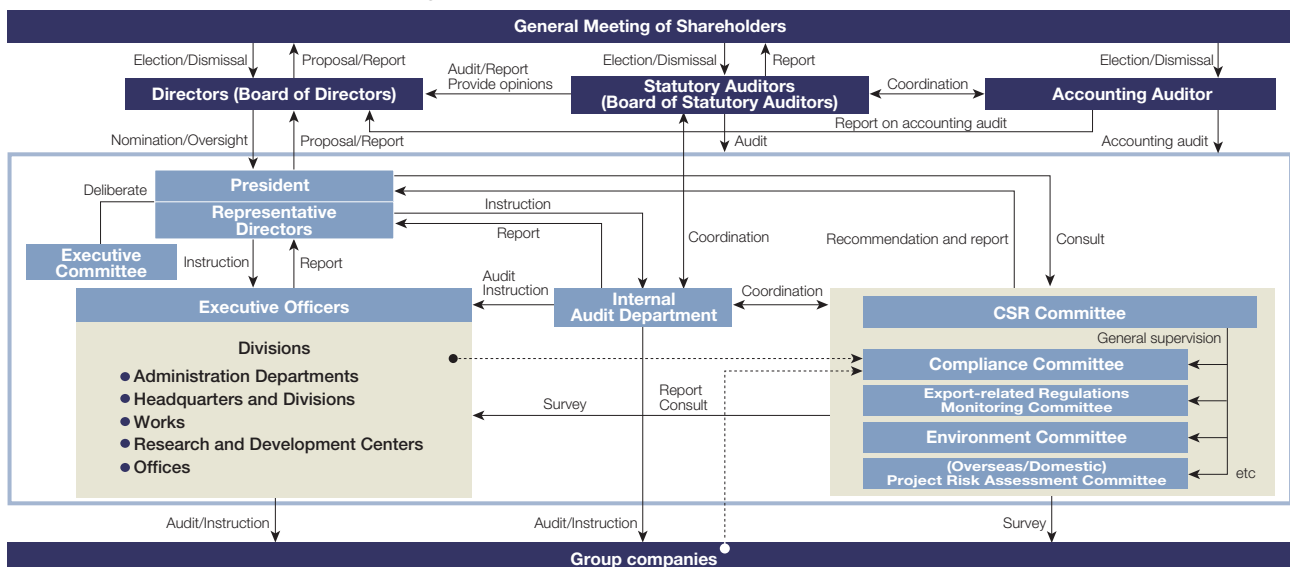 General Meeting of Shareholders
Election/Dismissal
Proposal/Report
Election/Dismissal
Report
Election/Dismissal
Audit/Report
Provide opinions
Directors (Board of Directors)
Statutory Auditors
(Board of Statutory Auditors)
Coordination
Accounting Auditor
Report on accounting audit
Nomination/Oversight
Proposal/Report
Audit
Accounting audit
President
Deliberate
Representative
Directors
Instruction
Report
Executive
Committee
Instruction
Report
Coordination
Recommendation and report
Consult
Audit
Instruction
Executive Officers
Internal
Audit Department
Coordination
CSR Committee
General supervision
Divisions
Administration Departments
Headquarters and Divisions
Works
Research and Development Centers
Offices
Compliance Committee
Survey
Report
Consult
Export-related Regulations
Monitoring Committee
Environment Committee
(Overseas/Domestic)
Project Risk Assessment Committee
etc
Audit/Instruction
Audit/Instruction
Survey
Group companies